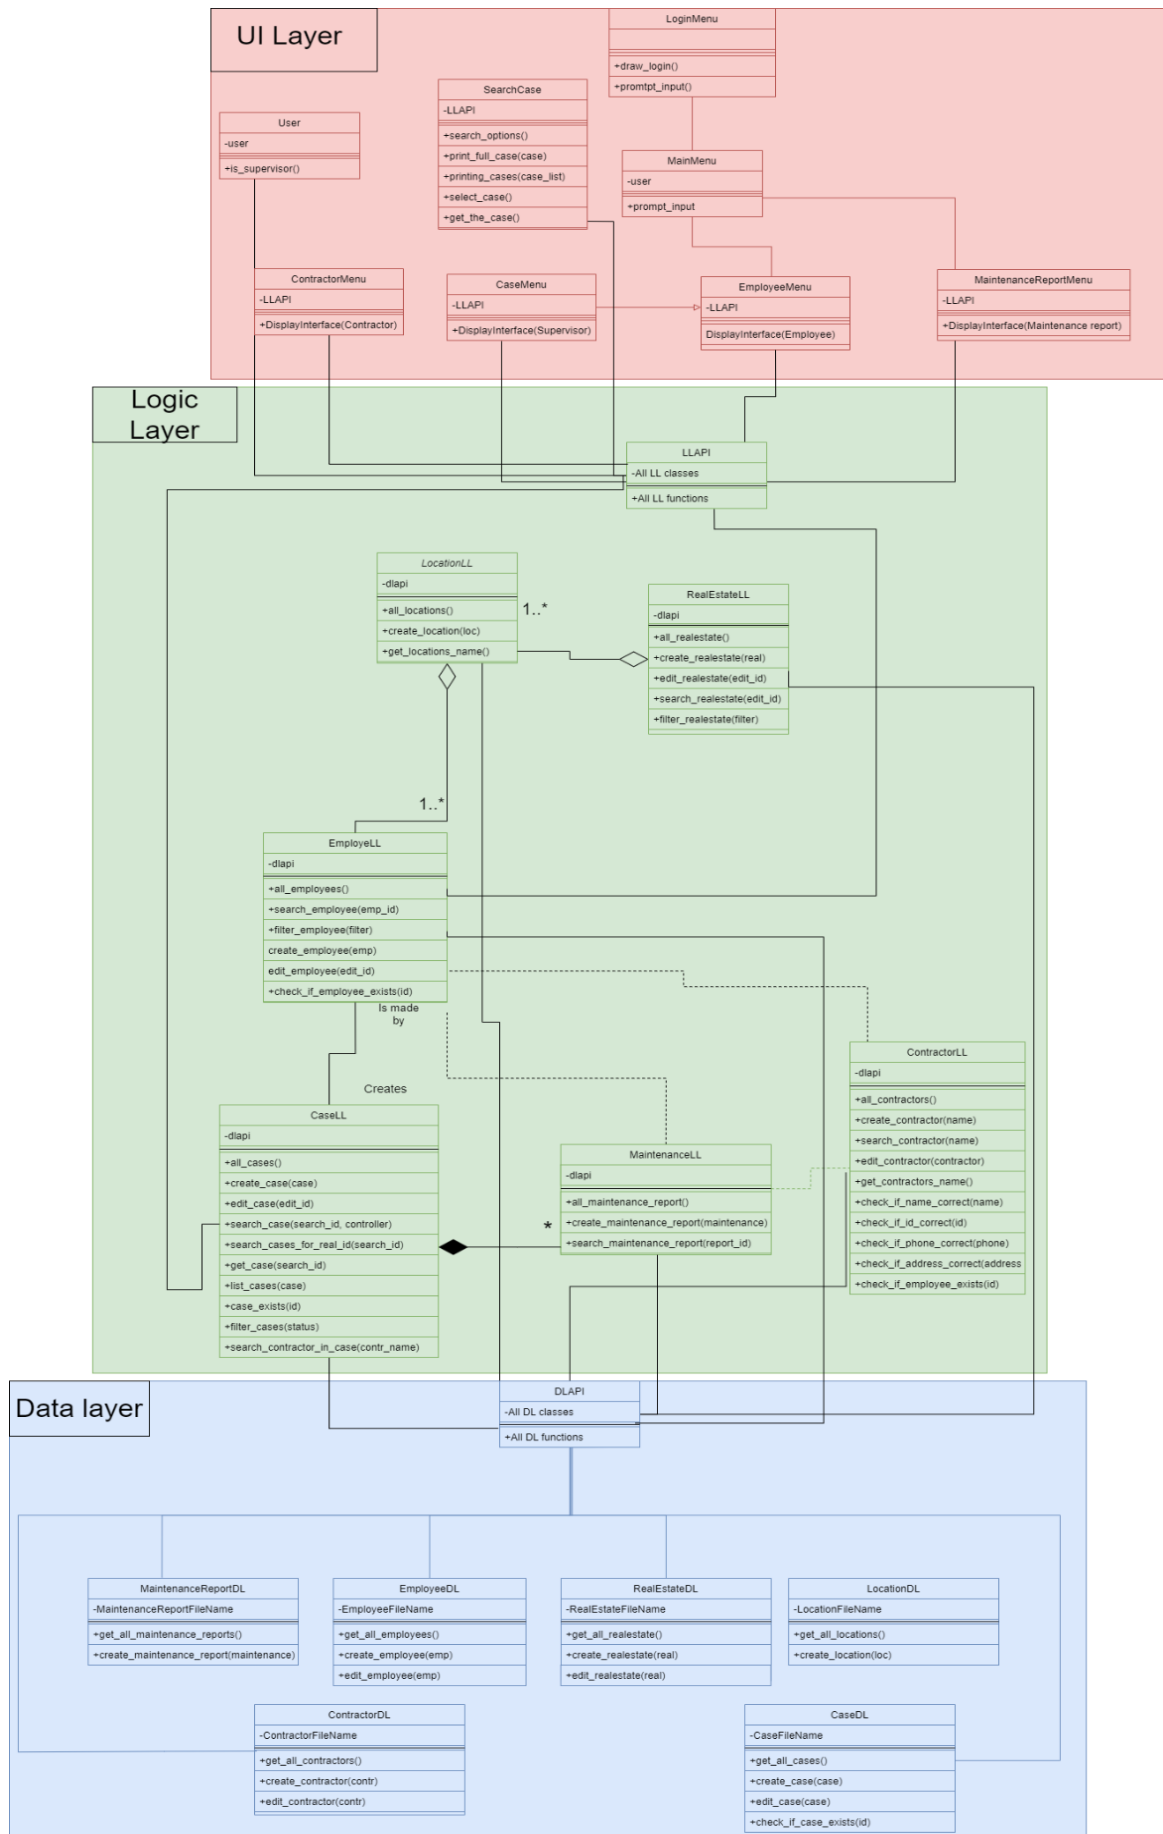 UI Layer
LoginMenu
+draw_login()
+promtpt_input()
SearchCase
-LLAPI
+search_options()
+print_full_case(case)
+printing_cases(case_list)
+select_case()
+get_the_case()
User
-user
+is_supervisor()
MainMenu
-user
+prompt_input
ContractorMenu
-LLAPI
+DisplayInterface(Contractor)
CaseMenu
-LLAPI
+DisplayInterface(Supervisor)
EmployeeMenu
-LLAPI
DisplayInterface(Employee)
MaintenanceReportMenu
-LLAPI
+DisplayInterface(Maintenance report)
Logic
Layer
LLAPI
-All LL classes
+All LL functions
LocationLL
-dlapi
+all_locations()
+create_location(loc)
+get_locations_name()
1..*
RealEstateLL
-dlapi
+all_realestate()
+create_realestate(real)
+edit_realestate(edit_id)
+search_realestate(edit_id)
+filter_realestate(filter)
1..*
EmployeLL
-dlapi
+all_employees()
+search_employee(emp_id)
+filter_employee(filter)
create_employee(emp)
edit_employee(edit_id)
+check_if_employee_exists(id)
Is made
by
Creates
CaseLL
-dlapi
+all_cases()
+create_case(case)
+edit_case(edit_id)
+search_case(search_id, controller)
+search_cases_for_real_id(search_id)
+get_case(search_id)
+list_cases(case)
+case_exists(id)
+filter_cases(status)
+search_contractor_in_case(contr_name)
*
MaintenanceLL
-dlapi
+all_maintenance_report()
+create_maintenance_report(maintenance)
+search_maintenance_report(report_id)
ContractorLL
-dlapi
+all_contractors()
+create_contractor(name)
+search_contractor(name)
+edit_contractor(contractor)
+get_contractors_name()
+check_if_name_correct(name)
+check_if_id_correct(id)
+check_if_phone_correct(phone)
+check_if_address_correct(address
+check_if_employee_exists(id)
Data layer
DLAPI
-All DL classes
+All DL functions
MaintenanceReportDL
-MaintenanceReportFileName
+get_all_maintenance_reports()
+create_maintenance_report(maintenance)
EmployeeDL
-EmployeeFileName
+get_all_employees()
+create_employee(emp)
+edit_employee(emp)
RealEstateDL
-RealEstateFileName
+get_all_realestate()
+create_realestate(real)
+edit_realestate(real)
LocationDL
-LocationFileName
+get_all_locations()
+create_location(loc)
ContractorDL
-ContractorFileName
+get_all_contractors()
+create_contractor(contr)
+edit_contractor(contr)
CaseDL
-CaseFileName
+get_all_cases()
+create_case(case)
+edit_case(case)
+check_if_case_exists(id)